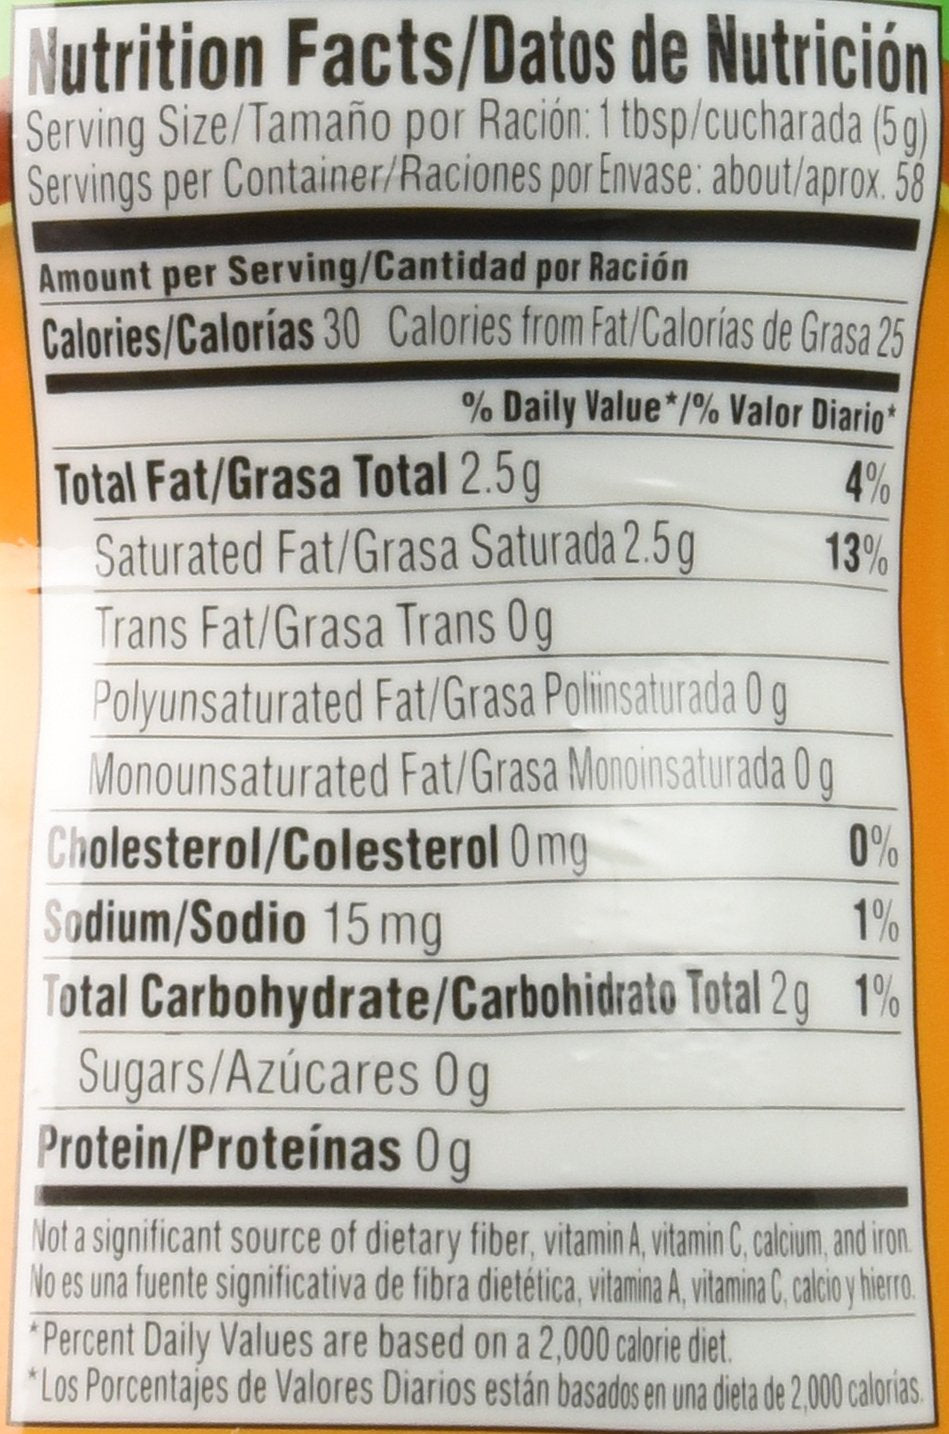 Nutrition Facts/Datos de Nutrición
Serving Size/Tamaño por Ración: 1 tbsp/cucharada (5g)
Servings per Container/Raciones por Envase: about/aprox. 58
Amount per Serving/Cantidad por Ración
Calories/Calorías 30 Calories from Fat/Calorías de Grasa 25
% Daily Value*/% Valor Diario*
Total Fat/Grasa Total 2.5g 4%
Saturated Fat/Grasa Saturada 2.5g 13%
Trans Fat/Grasa Trans 0g
Polyunsaturated Fat/Grasa Poliinsaturada 0 g
Monounsaturated Fat/Grasa Monoinsaturada 0 g
Cholesterol/Colesterol 0mg 0%
Sodium/Sodio 15mg 1%
Total Carbohydrate/Carbohidrato Total 2g 1%
Sugars/Azúcares 0g
Protein/Proteínas 0g
Not a significant source of dietary fiber, vitamin A, vitamin C, calcium, and iron.
No es una fuente significativa de fibra dietética, vitamina A, vitamina C, calcio y hierro.
*Percent Daily Values are based on a 2,000 calorie diet.
*Los Porcentajes de Valores Diarios están basados en una dieta de 2,000 calorías.